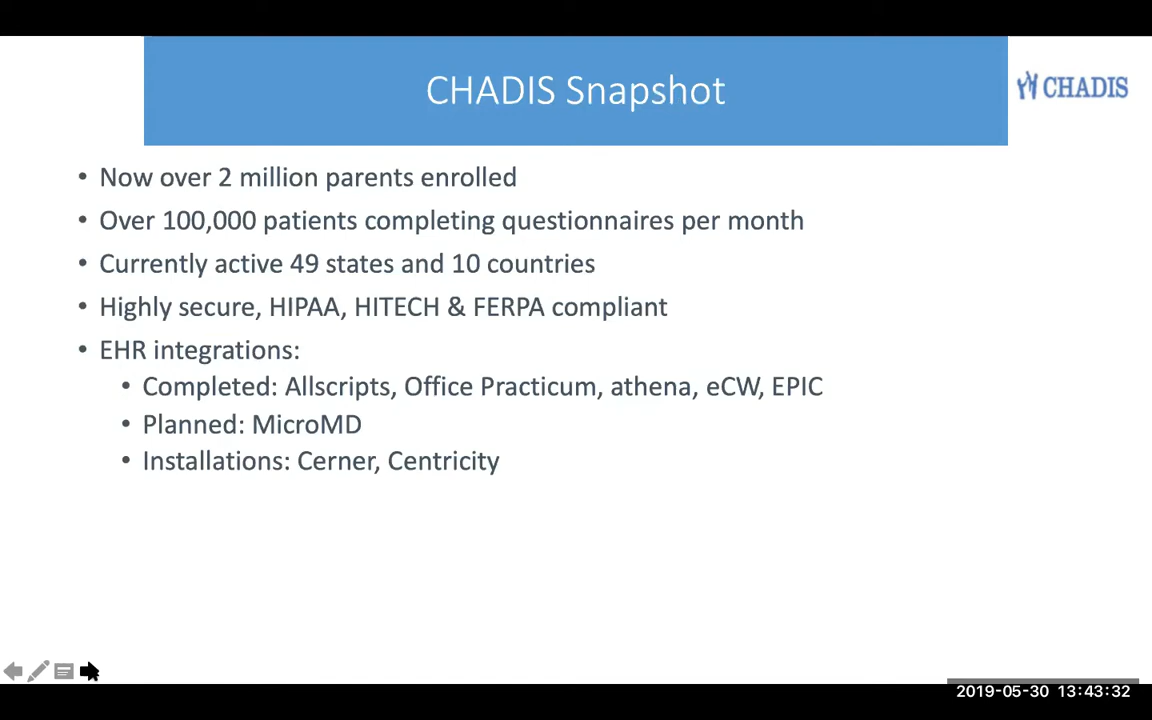 CHADIS Snapshot
CHADIS
• Now over 2 million parents enrolled
• Over 100,000 patients completing questionnaires per month
• Currently active 49 states and 10 countries
• Highly secure, HIPAA, HITECH & FERPA compliant
• EHR integrations:
• Completed: Allscripts, Office Practicum, athena, eCW, EPIC
• Planned: MicroMD
• Installations: Cerner, Centricity
2019-05-30 13:43:32